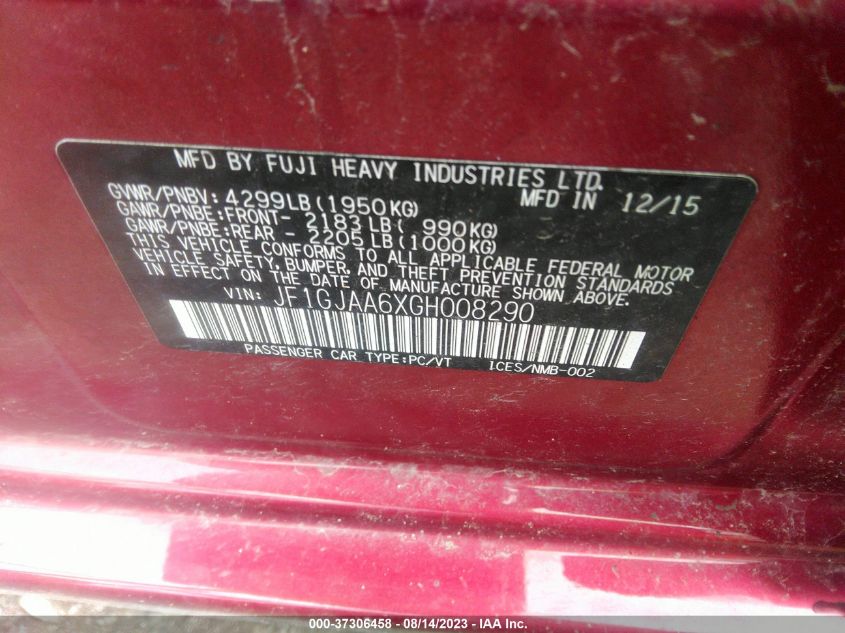 MFD BY FUJI HEAVY INDUSTRIES LTD.
GVWR/PNBV: 4299LB(1950KG) MFD IN 12/15
GAWR/PNBE:FRONT- 2183LB( 990KG)
GAWR/PNBE:REAR - 2205LB(1000KG)
THIS VEHICLE CONFORMS TO ALL APPLICABLE FEDERAL MOTOR
VEHICLE SAFETY, BUMPER, AND THEFT PREVENTION STANDARDS
IN EFFECT ON THE DATE OF MANUFACTURE SHOWN ABOVE.
VIN: JF1GJAA6XGH008290
PASSENGER CAR TYPE:PC/VT ICES/NMB-002
000-37306458 - 08/14/2023 - IAA Inc.